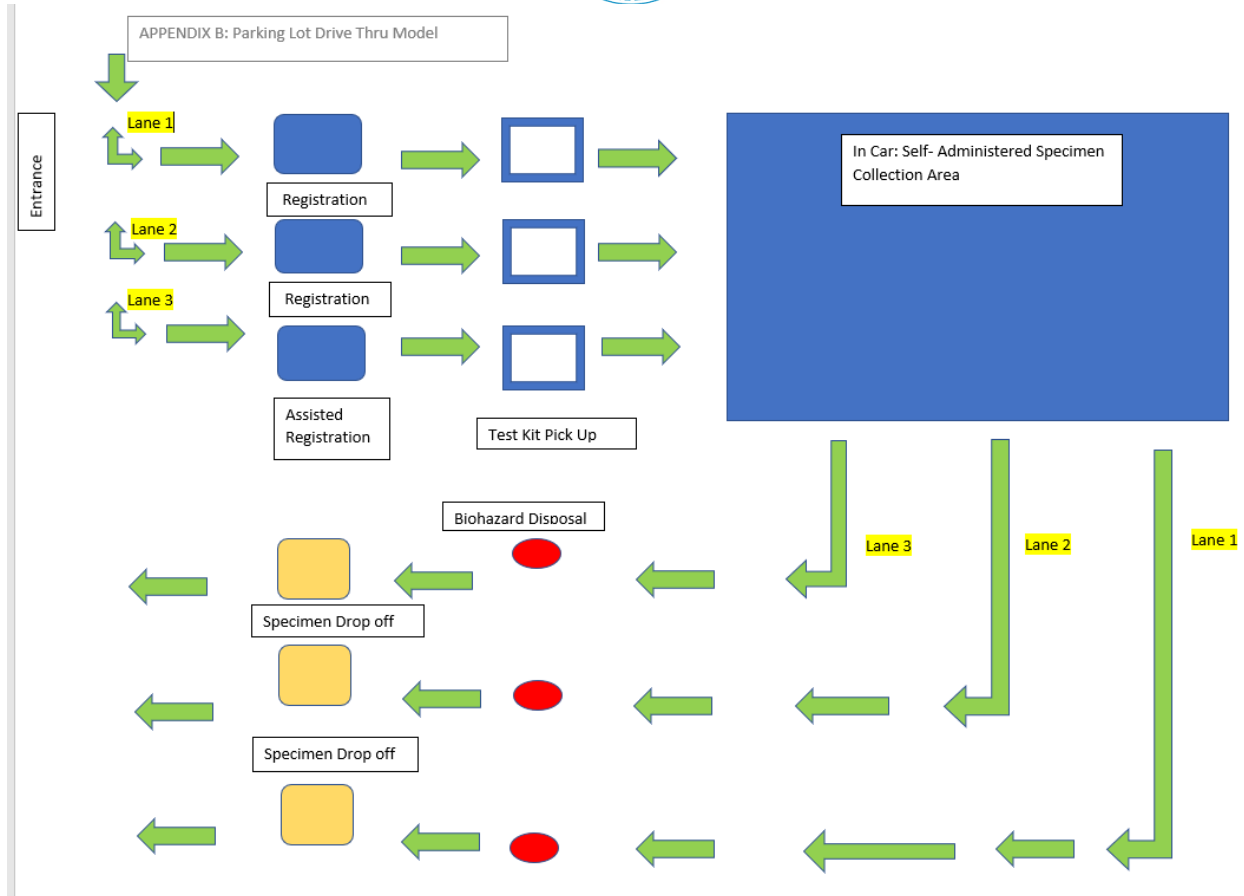 APPENDIX B: Parking Lot Drive Thru Model
Entrance
Lane 1
Registration
Lane 2
Registration
Lane 3
Assisted
Registration
Test Kit Pick Up
In Car: Self- Administered Specimen
Collection Area
Biohazard Disposal
Lane 3
Lane 2
Lane 1
Specimen Drop off
Specimen Drop off